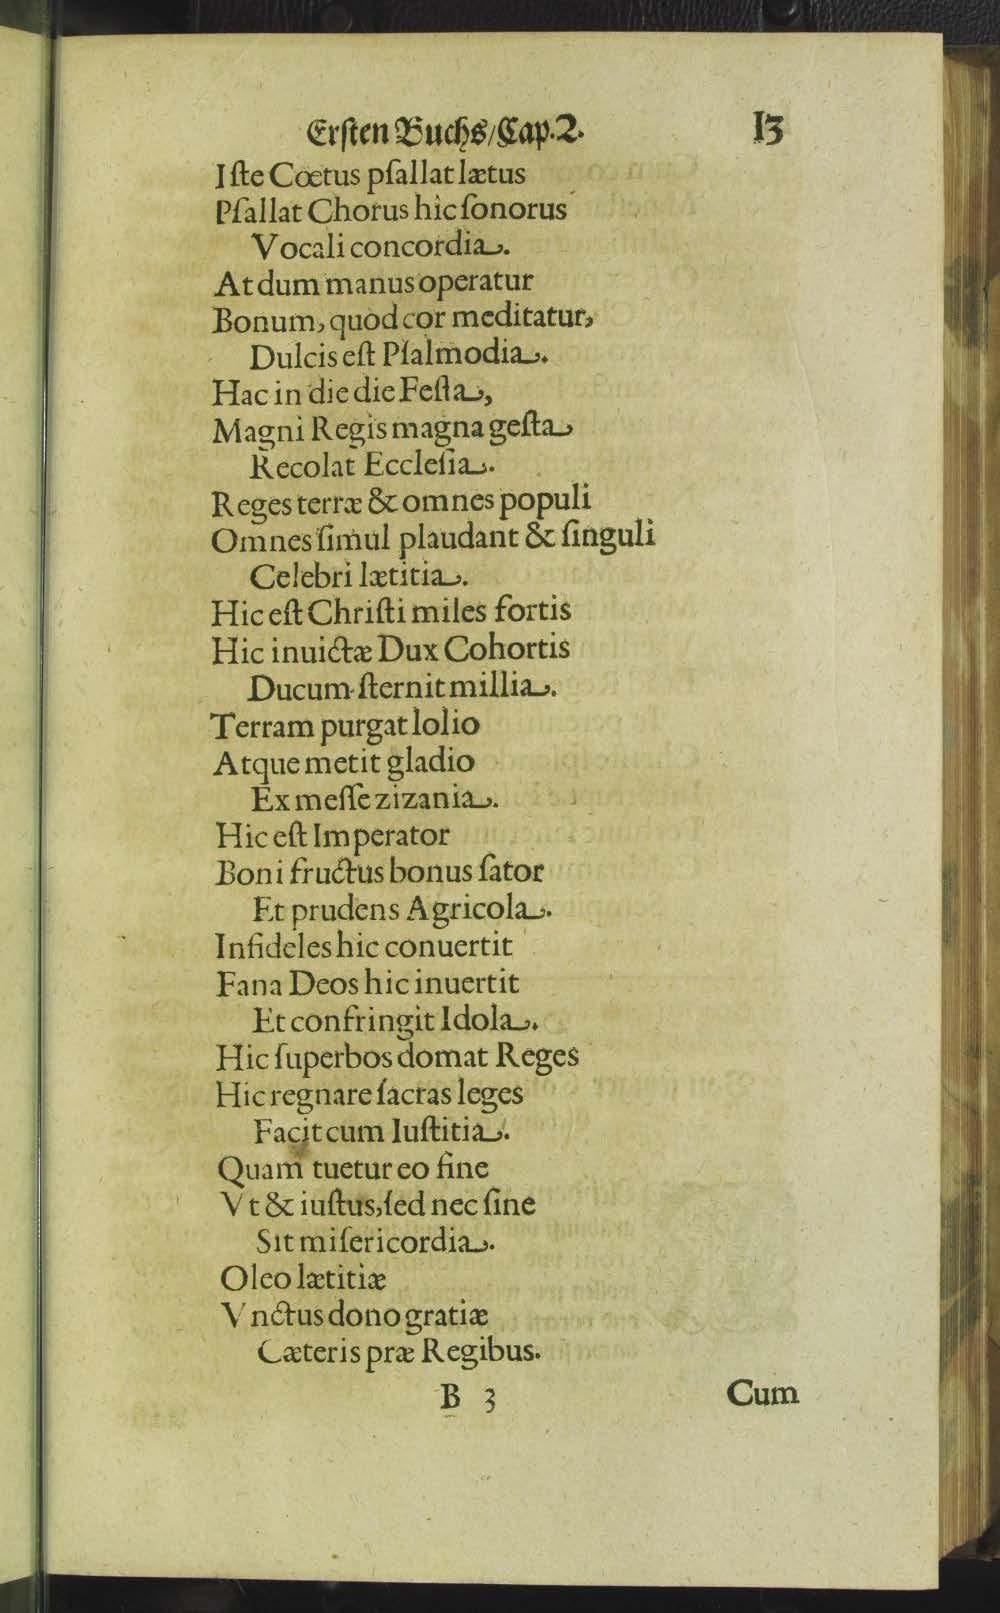 Erſten Buchs/Cap.2. 13
Iſte Cœtus pſallat lætus
Pſallat Chorus hìc ſonorus
Vocali concordia.
At dum manus operatur
Bonum, quòd cor meditatur,
Dulcis eſt Pſalmodia.
Hac in die die Feſta,
Magni Regis magna geſta
Recolat Eccleſia.
Reges terræ & omnes populi
Omnes ſimul plaudant & ſinguli
Celebri lætitia.
Hic eſt Chriſti miles fortis
Hic inuictæ Dux Cohortis
Ducum ſternit millia.
Terram purgat lolio
Atque metit gladio
Ex meſſe zizania.
Hic eſt Imperator
Boni fructus bonus ſator
Et prudens Agricola.
Infideles hic conuertit
Fana Deos hic inuertit
Et confringit Idola.
Hic ſuperbos domat Reges
Hic regnare ſacras leges
Facit cum Iuſtitia.
Quam tuetur eo fine
Vt & iuſtus, ſed nec ſine
Sit miſericordia.
Oleo lætitiæ
Vnctus dono gratiæ
Cæteris præ Regibus.
B 3 Cum